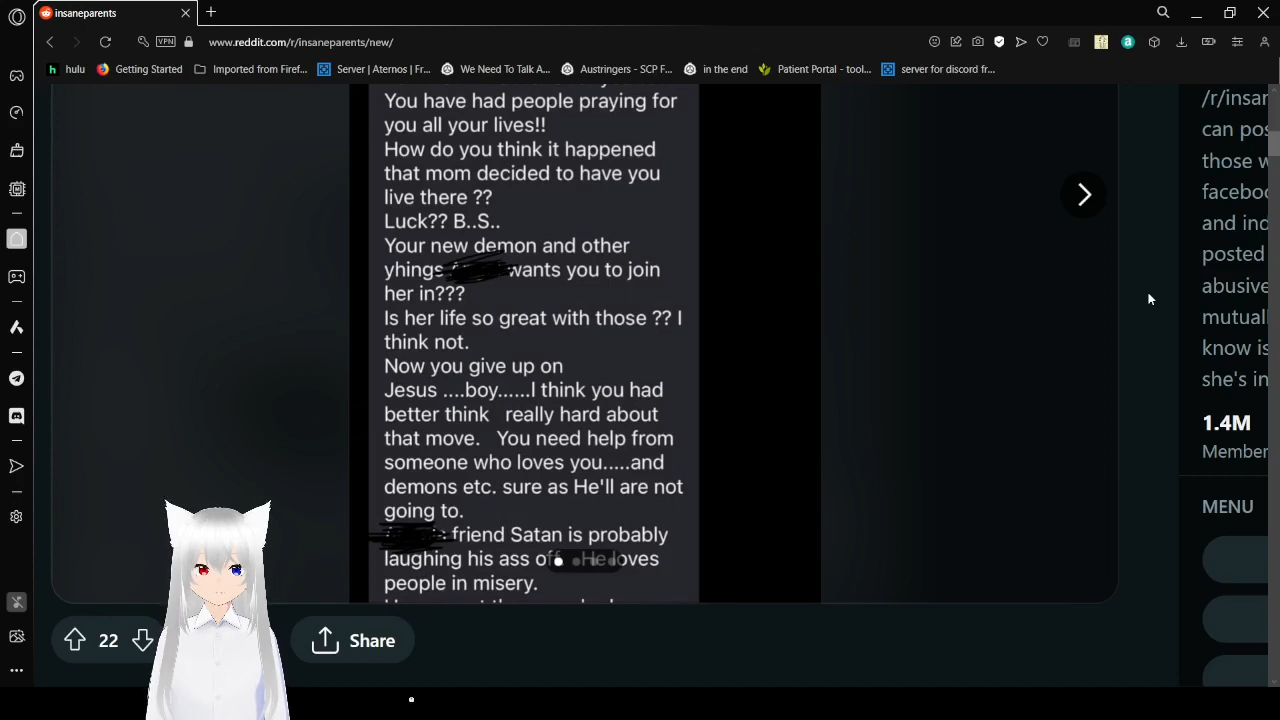 insaneparents
www.reddit.com/r/insaneparents/new/
VPN
hulu
Getting Started
Imported from Firef...
Server | Aternos | Fr...
We Need To Talk A...
Austringers - SCP F...
in the end
Patient Portal - tool...
server for discord fr...
You have had people praying for
you all your lives!!
How do you think it happened
that mom decided to have you
live there ??
Luck?? B..S..
Your new demon and other
yhings wants you to join
her in???
Is her life so great with those ?? I
think not.
Now you give up on
Jesus ....boy......I think you had
better think really hard about
that move. You need help from
someone who loves you.....and
demons etc. sure as He'll are not
going to.
friend Satan is probably
laughing his ass off He loves
people in misery.
22
Share
/r/insan
can pos
those w
faceboo
and ind
posted
abusive
mutuall
know is
she's in
1.4M
Member
MENU